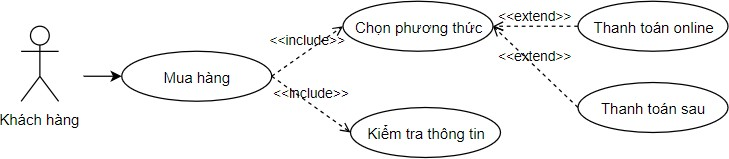 Khách hàng
Mua hàng
<<include>>
<<include>>
Chọn phương thức
Kiểm tra thông tin
<<extend>>
<<extend>>
Thanh toán online
Thanh toán sau